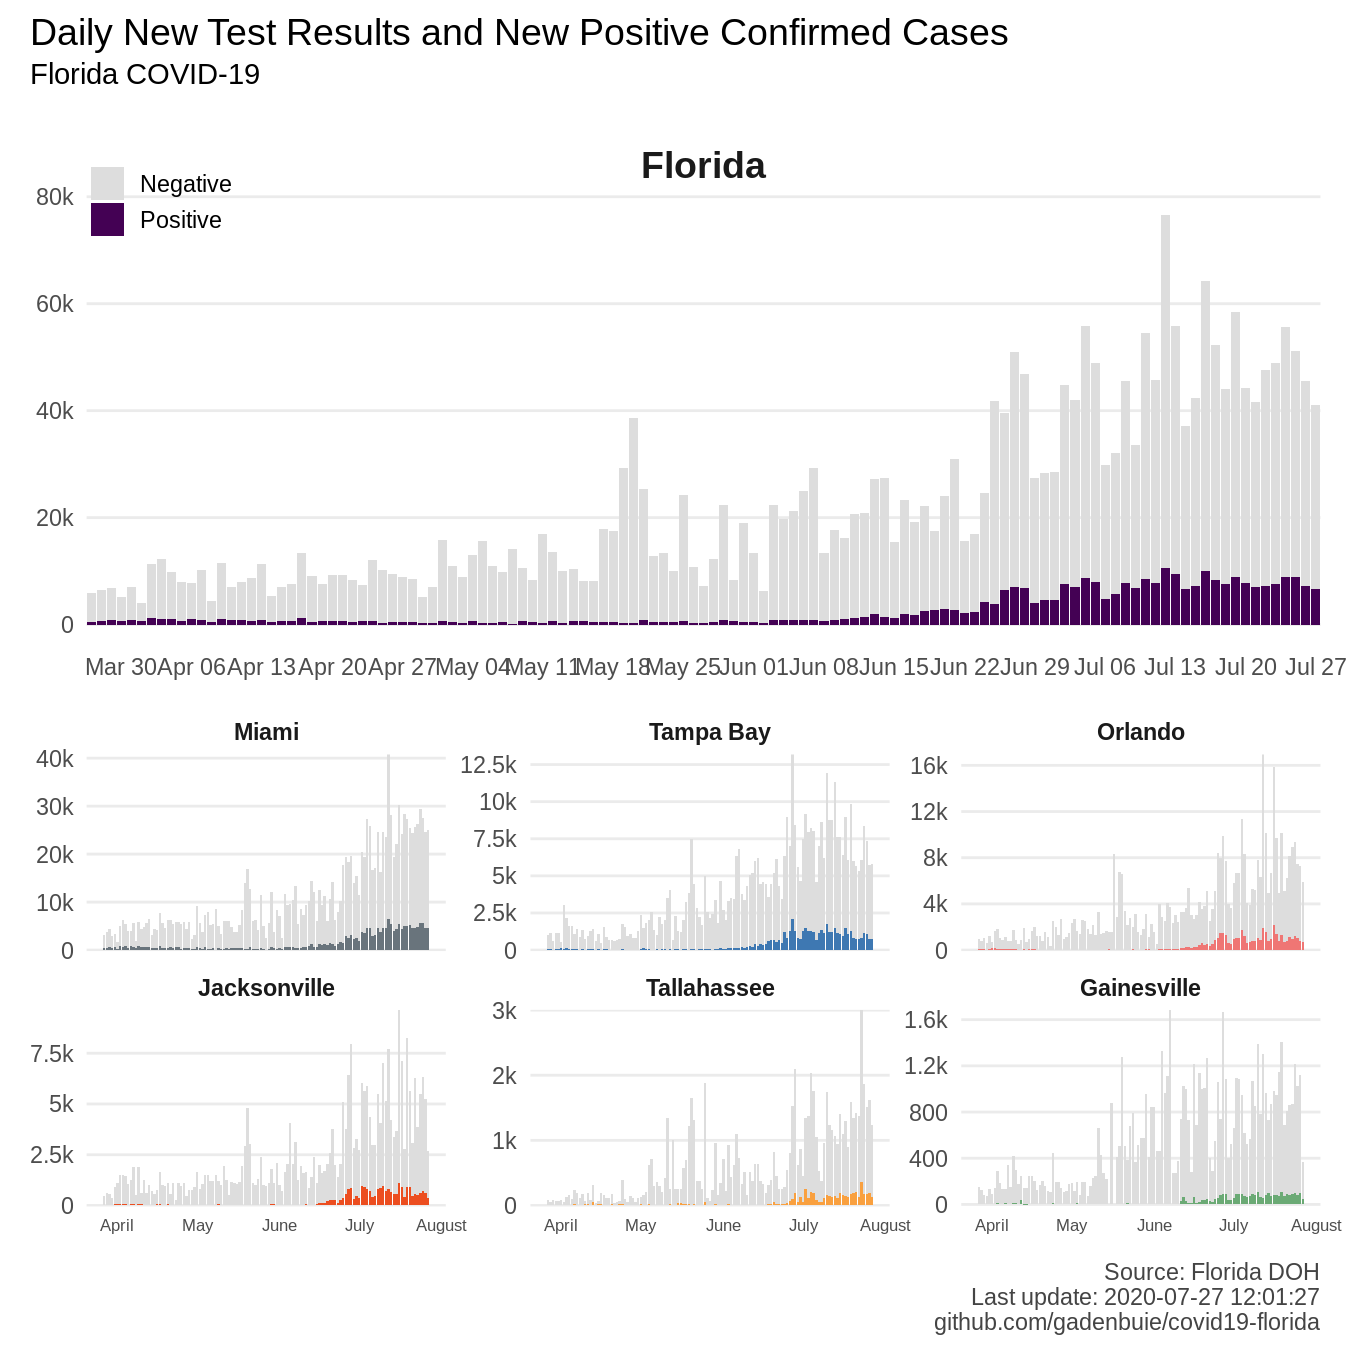 Daily New Test Results and New Positive Confirmed Cases
Florida COVID-19
Florida
Negative
Positive
80k
60k
40k
20k
0
Mar 30 Apr 06 Apr 13 Apr 20 Apr 27 May 04 May 11 May 18 May 25 Jun 01 Jun 08 Jun 15 Jun 22 Jun 29 Jul 06 Jul 13 Jul 20 Jul 27
Miami
40k
30k
20k
10k
0
Tampa Bay
12.5k
10k
7.5k
5k
2.5k
0
Orlando
16k
12k
8k
4k
0
Jacksonville
7.5k
5k
2.5k
0
April May June July August
Tallahassee
3k
2k
1k
0
April May June July August
Gainesville
1.6k
1.2k
800
400
0
April May June July August
Source: Florida DOH
Last update: 2020-07-27 12:01:27
github.com/gadenbuie/covid19-florida